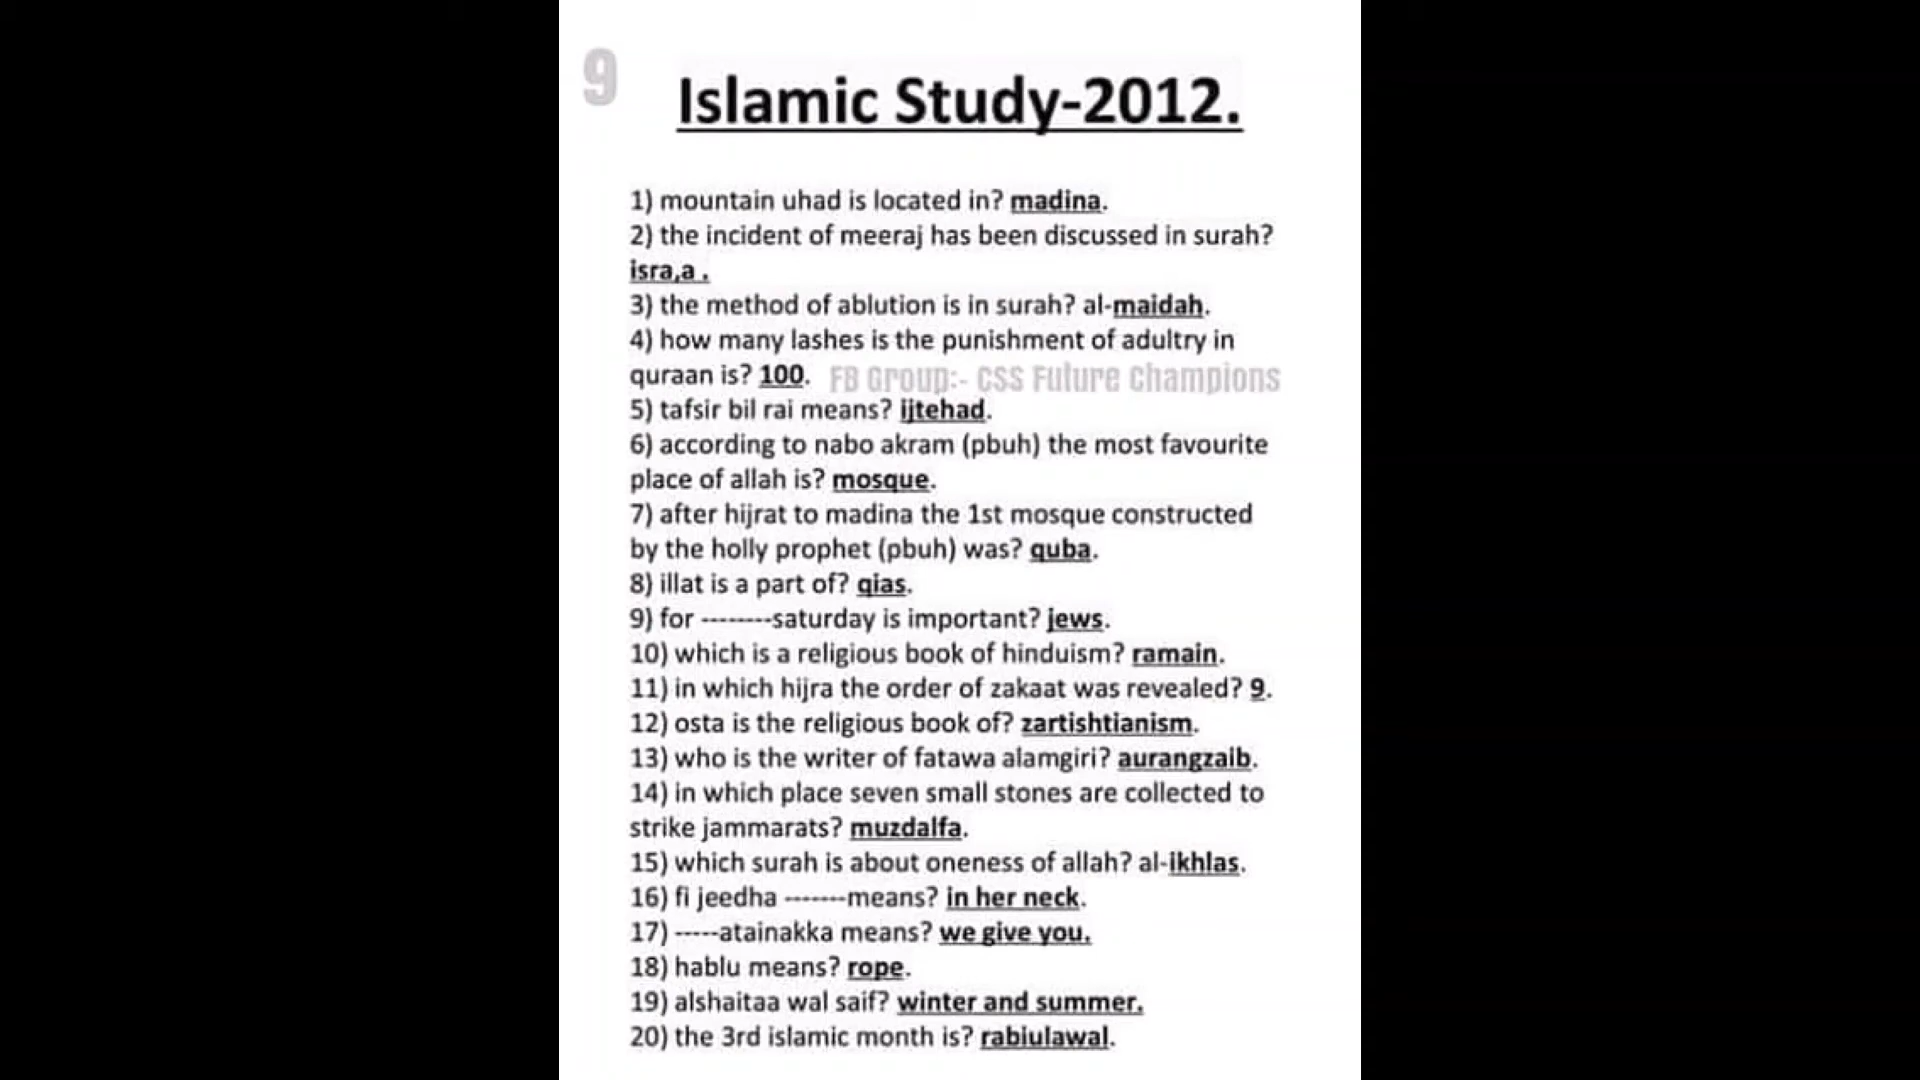 9
Islamic Study-2012.
1) mountain uhad is located in? madina.
2) the incident of meeraj has been discussed in surah?
isra,a .
3) the method of ablution is in surah? al-maidah.
4) how many lashes is the punishment of adultry in
quraan is? 100. FB Group:- CSS Future Champions
5) tafsir bil rai means? ijtehad.
6) according to nabo akram (pbuh) the most favourite
place of allah is? mosque.
7) after hijrat to madina the 1st mosque constructed
by the holly prophet (pbuh) was? quba.
8) illat is a part of? qias.
9) for --------saturday is important? jews.
10) which is a religious book of hinduism? ramain.
11) in which hijra the order of zakaat was revealed? 9.
12) osta is the religious book of? zartishtianism.
13) who is the writer of fatawa alamgiri? aurangzaib.
14) in which place seven small stones are collected to
strike jammarats? muzdalfa.
15) which surah is about oneness of allah? al-ikhlas.
16) fi jeedha -------means? in her neck.
17) -----atainakka means? we give you.
18) hablu means? rope.
19) alshaitaa wal saif? winter and summer.
20) the 3rd islamic month is? rabiulawal.